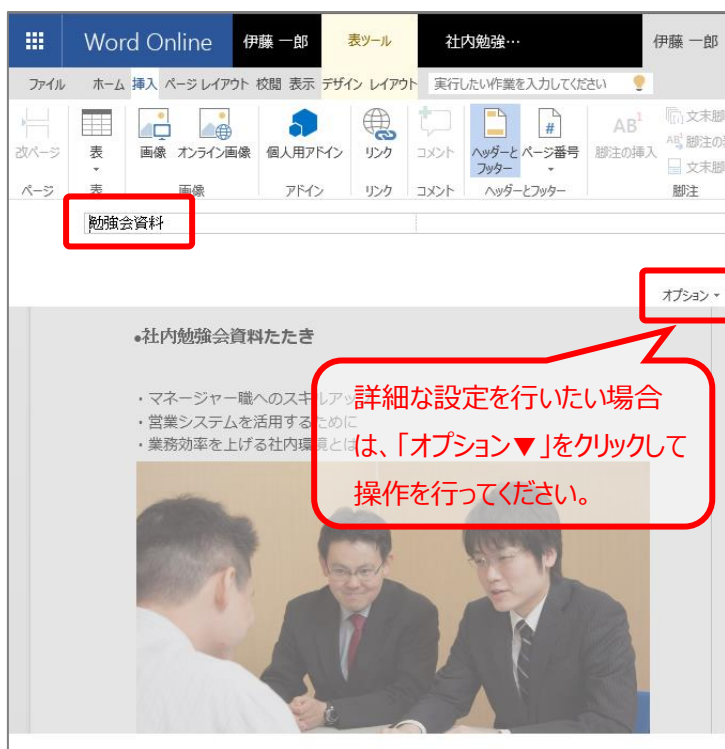 Word Online 伊藤 一郎 表ツール 社内勉強… 伊藤 一郎
ファイル ホーム 挿入 ページ レイアウト 校閲 表示 デザイン レイアウト 実行したい作業を入力してください
改ページ 表 画像 オンライン画像 個人用アドイン リンク コメント ヘッダーとフッター # ページ番号 AB1 脚注の挿入
文末脚
AB 脚注の
文末脚
ページ 表 画像 アドイン リンク コメント ヘッダーとフッター 脚注
勉強会資料
オプション ▾
•社内勉強会資料たたき
・マネージャー職へのスキルアッ
・営業システムを活用するために
・業務効率を上げる社内環境とは
詳細な設定を行いたい場合
は、「オプション▼」をクリックして
操作を行ってください。